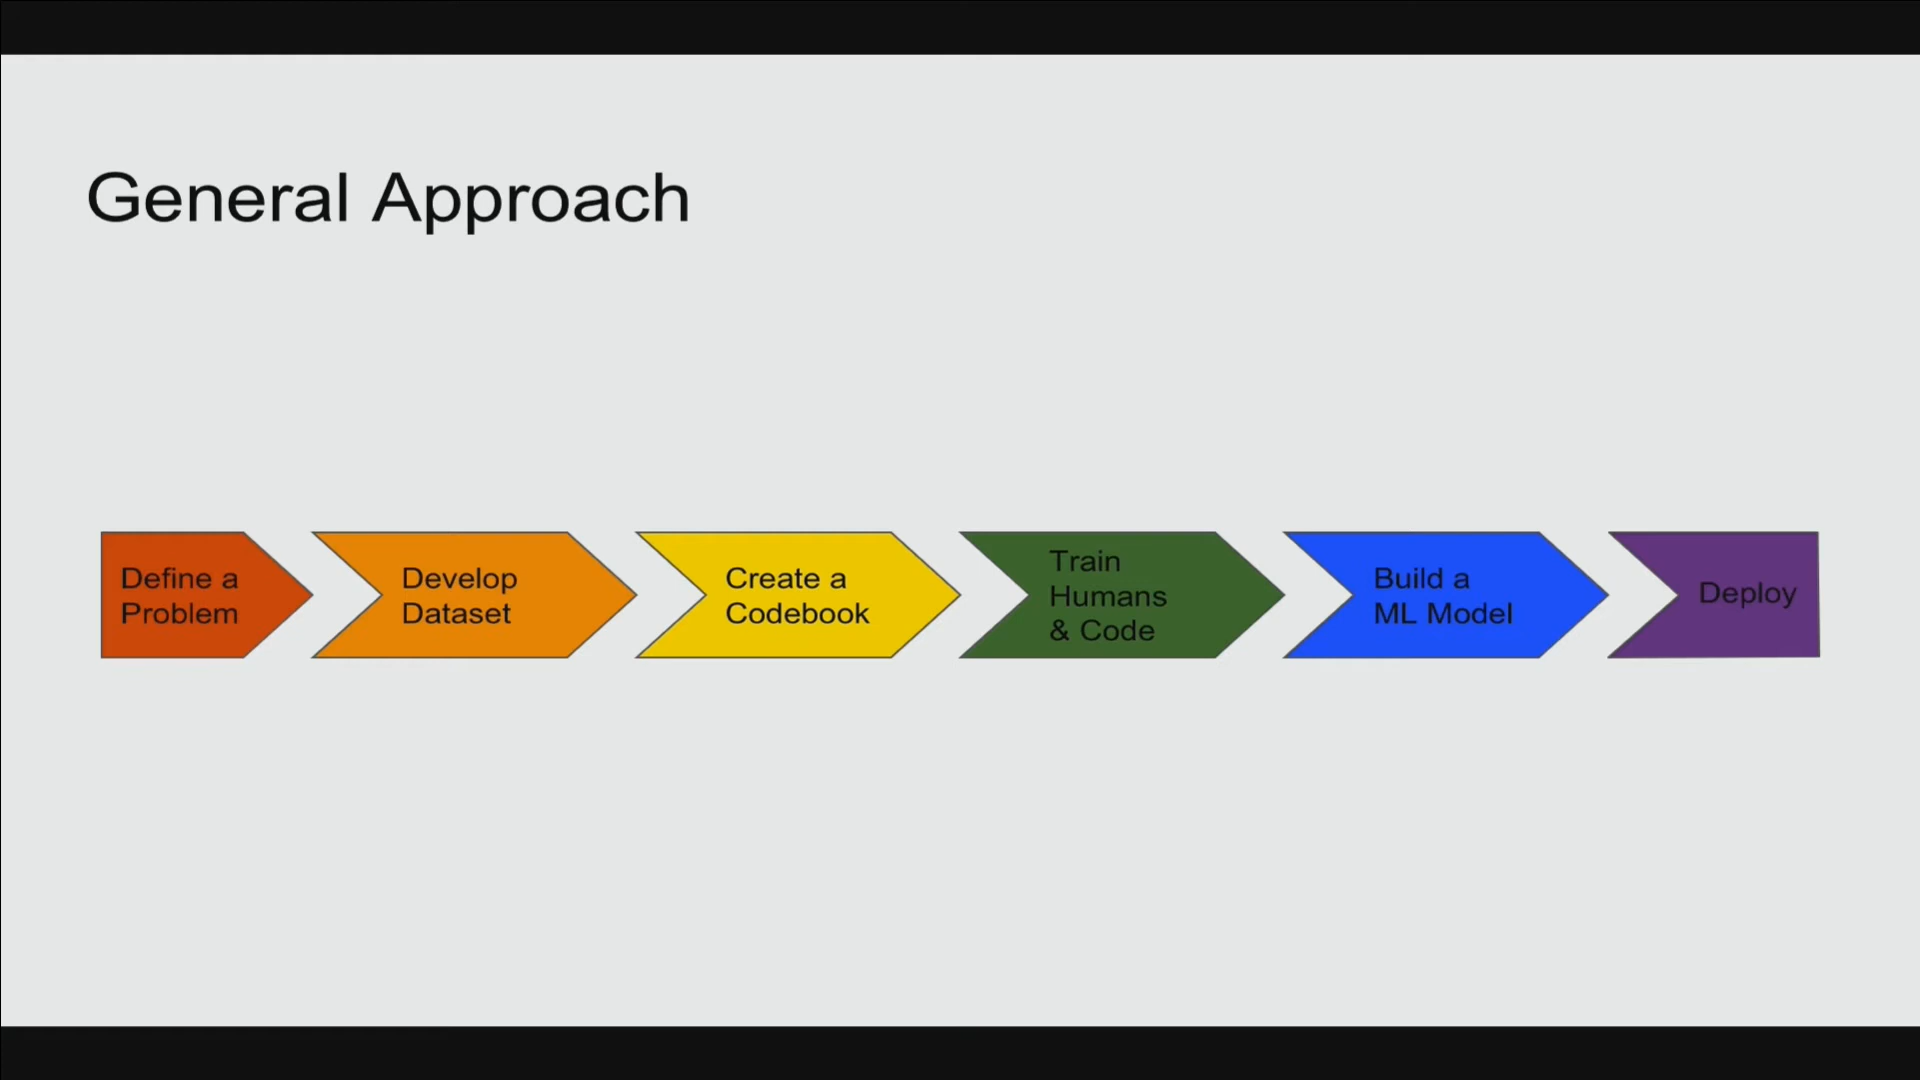 General Approach
Define a
Problem
Develop
Dataset
Create a
Codebook
Train
Humans
& Code
Build a
ML Model
Deploy